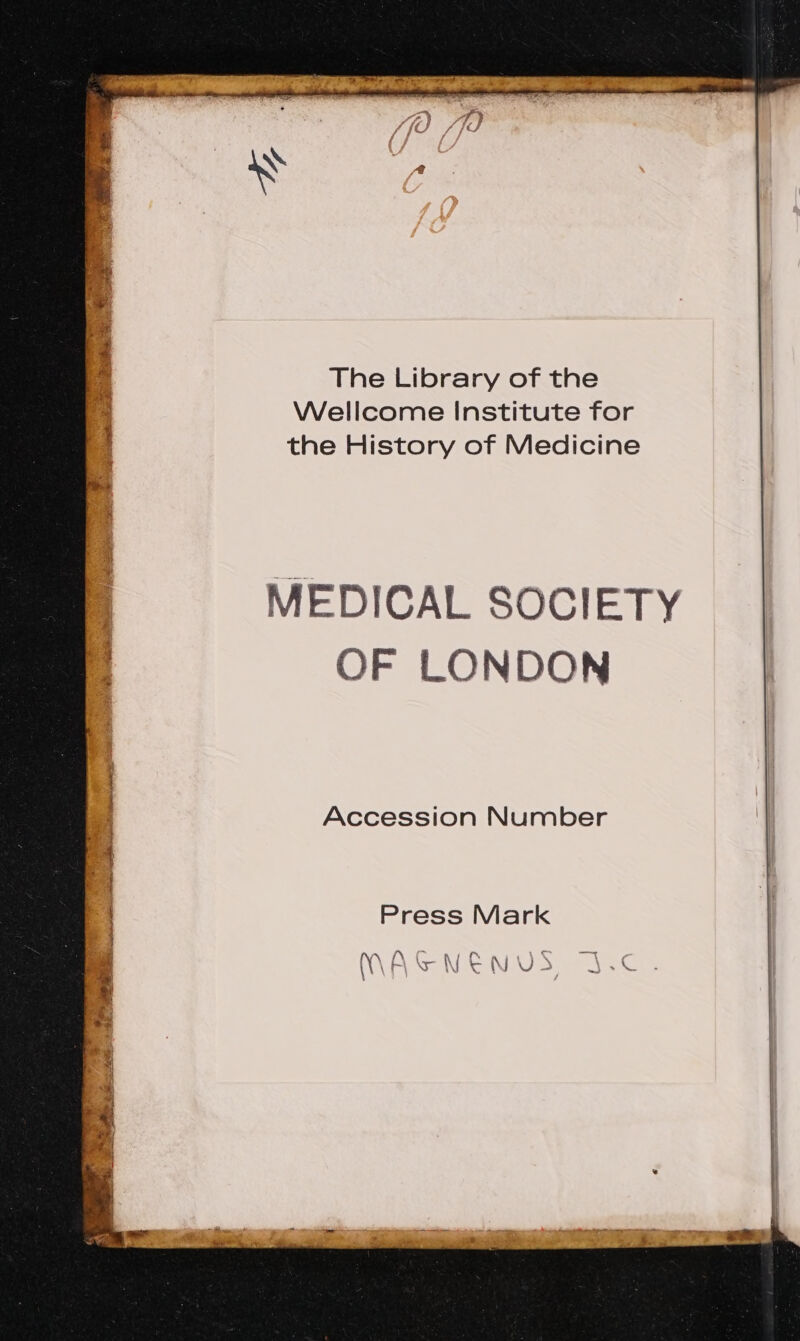 P P
C
18
The Library of the
Wellcome Institute for
the History of Medicine
MEDICAL SOCIETY
OF LONDON
Accession Number
Press Mark
MAGNENUS, J.C.